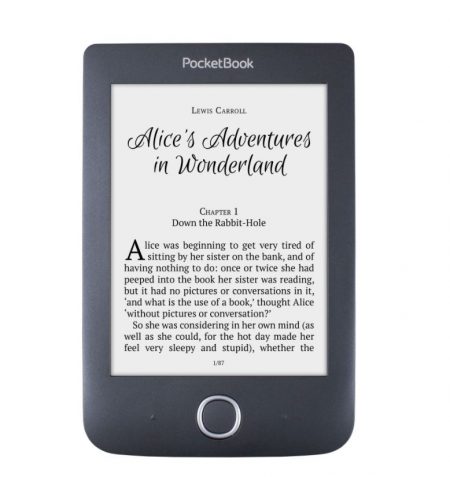 PocketBook
Lewis Carroll
Alice's Adventures
in Wonderland
Chapter 1
Down the Rabbit-Hole
Alice was beginning to get very tired of
sitting by her sister on the bank, and of
having nothing to do: once or twice she had
peeped into the book her sister was reading,
but it had no pictures or conversations in it,
‘and what is the use of a book,’ thought Alice
‘without pictures or conversation?’
So she was considering in her own mind (as
well as she could, for the hot day made her
feel very sleepy and stupid), whether the
1/87